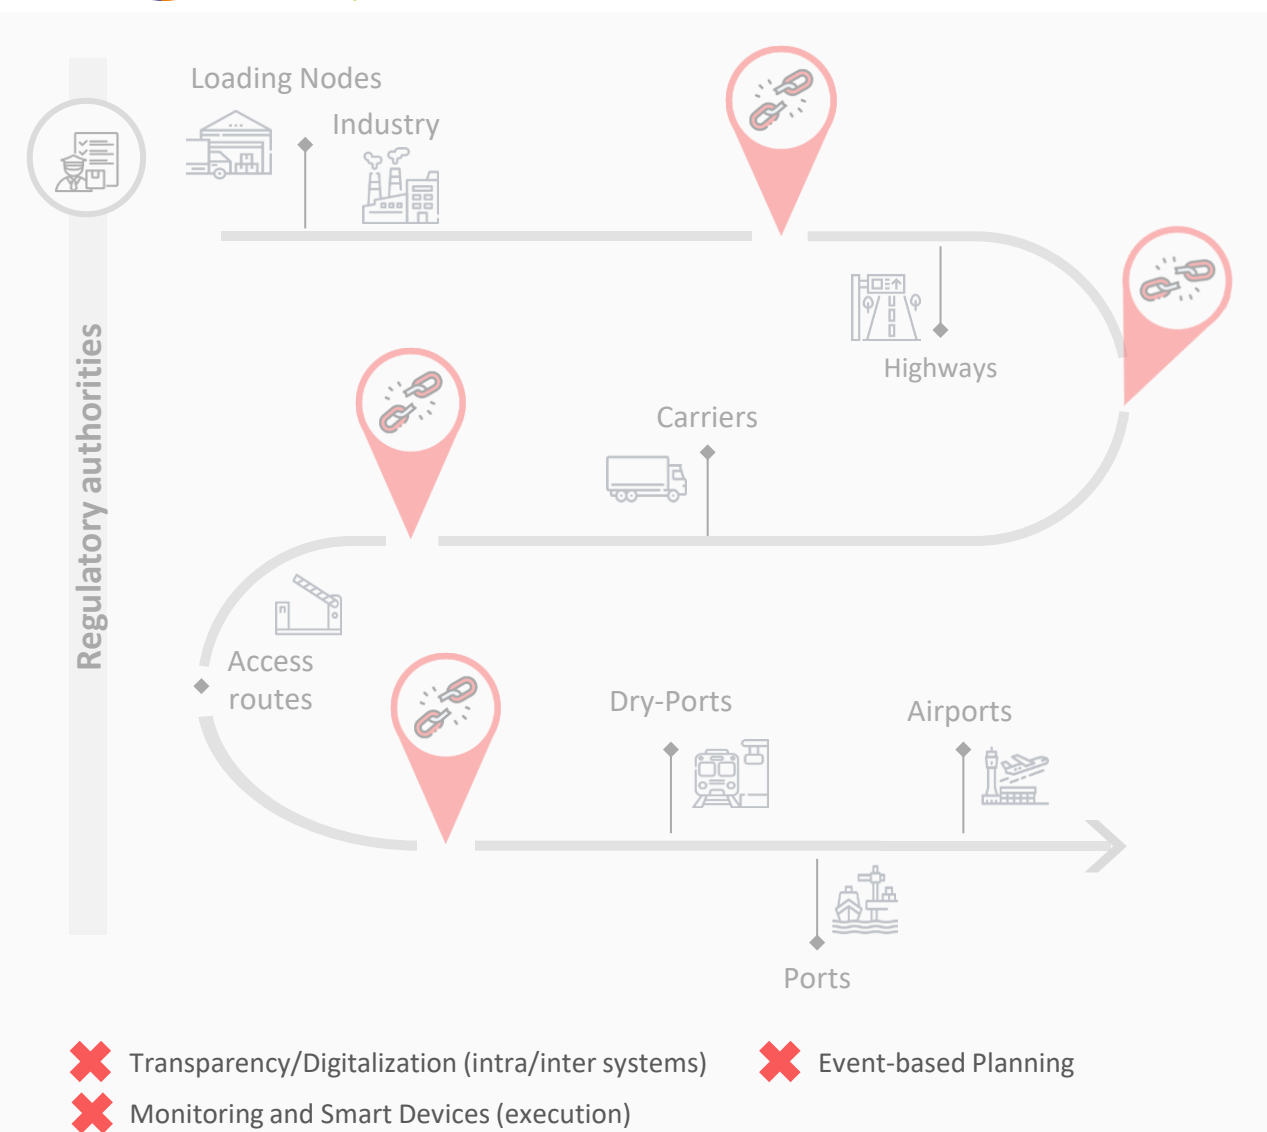 Loading Nodes
Industry
Highways
Regulatory authorities
Carriers
Access
routes
Dry-Ports
Airports
Ports
Transparency/Digitalization (intra/inter systems)
Event-based Planning
Monitoring and Smart Devices (execution)